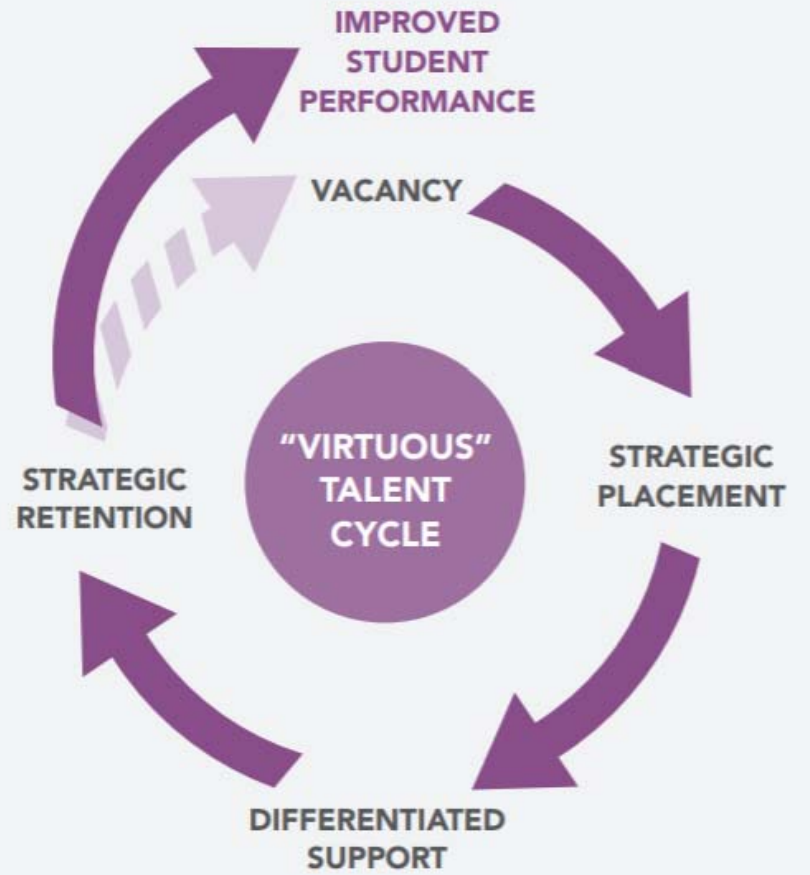 IMPROVED
STUDENT
PERFORMANCE
VACANCY
STRATEGIC
PLACEMENT
DIFFERENTIATED
SUPPORT
STRATEGIC
RETENTION
“VIRTUOUS”
TALENT
CYCLE